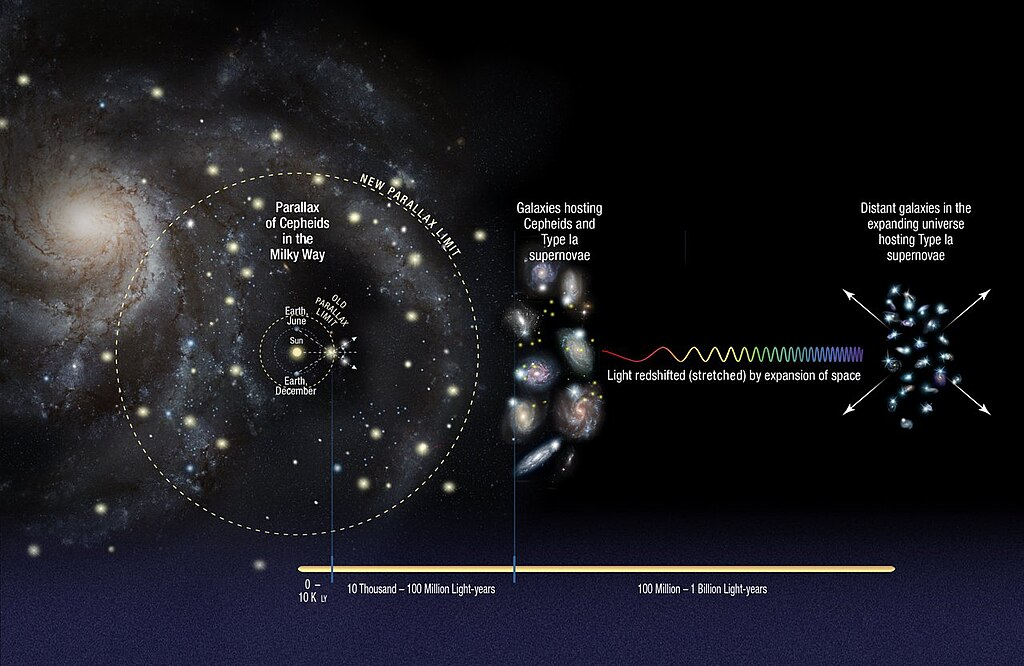 NEW PARALLAX LIMIT
Parallax
of Cepheids
in the
Milky Way
OLD
PARALLAX
LIMIT
Earth,
June
Sun
Earth,
December
Galaxies hosting
Cepheids and
Type Ia
supernovae
Light redshifted (stretched) by expansion of space
Distant galaxies in the
expanding universe
hosting Type Ia
supernovae
0 –
10 K LY
10 Thousand – 100 Million Light-years
100 Million – 1 Billion Light-years